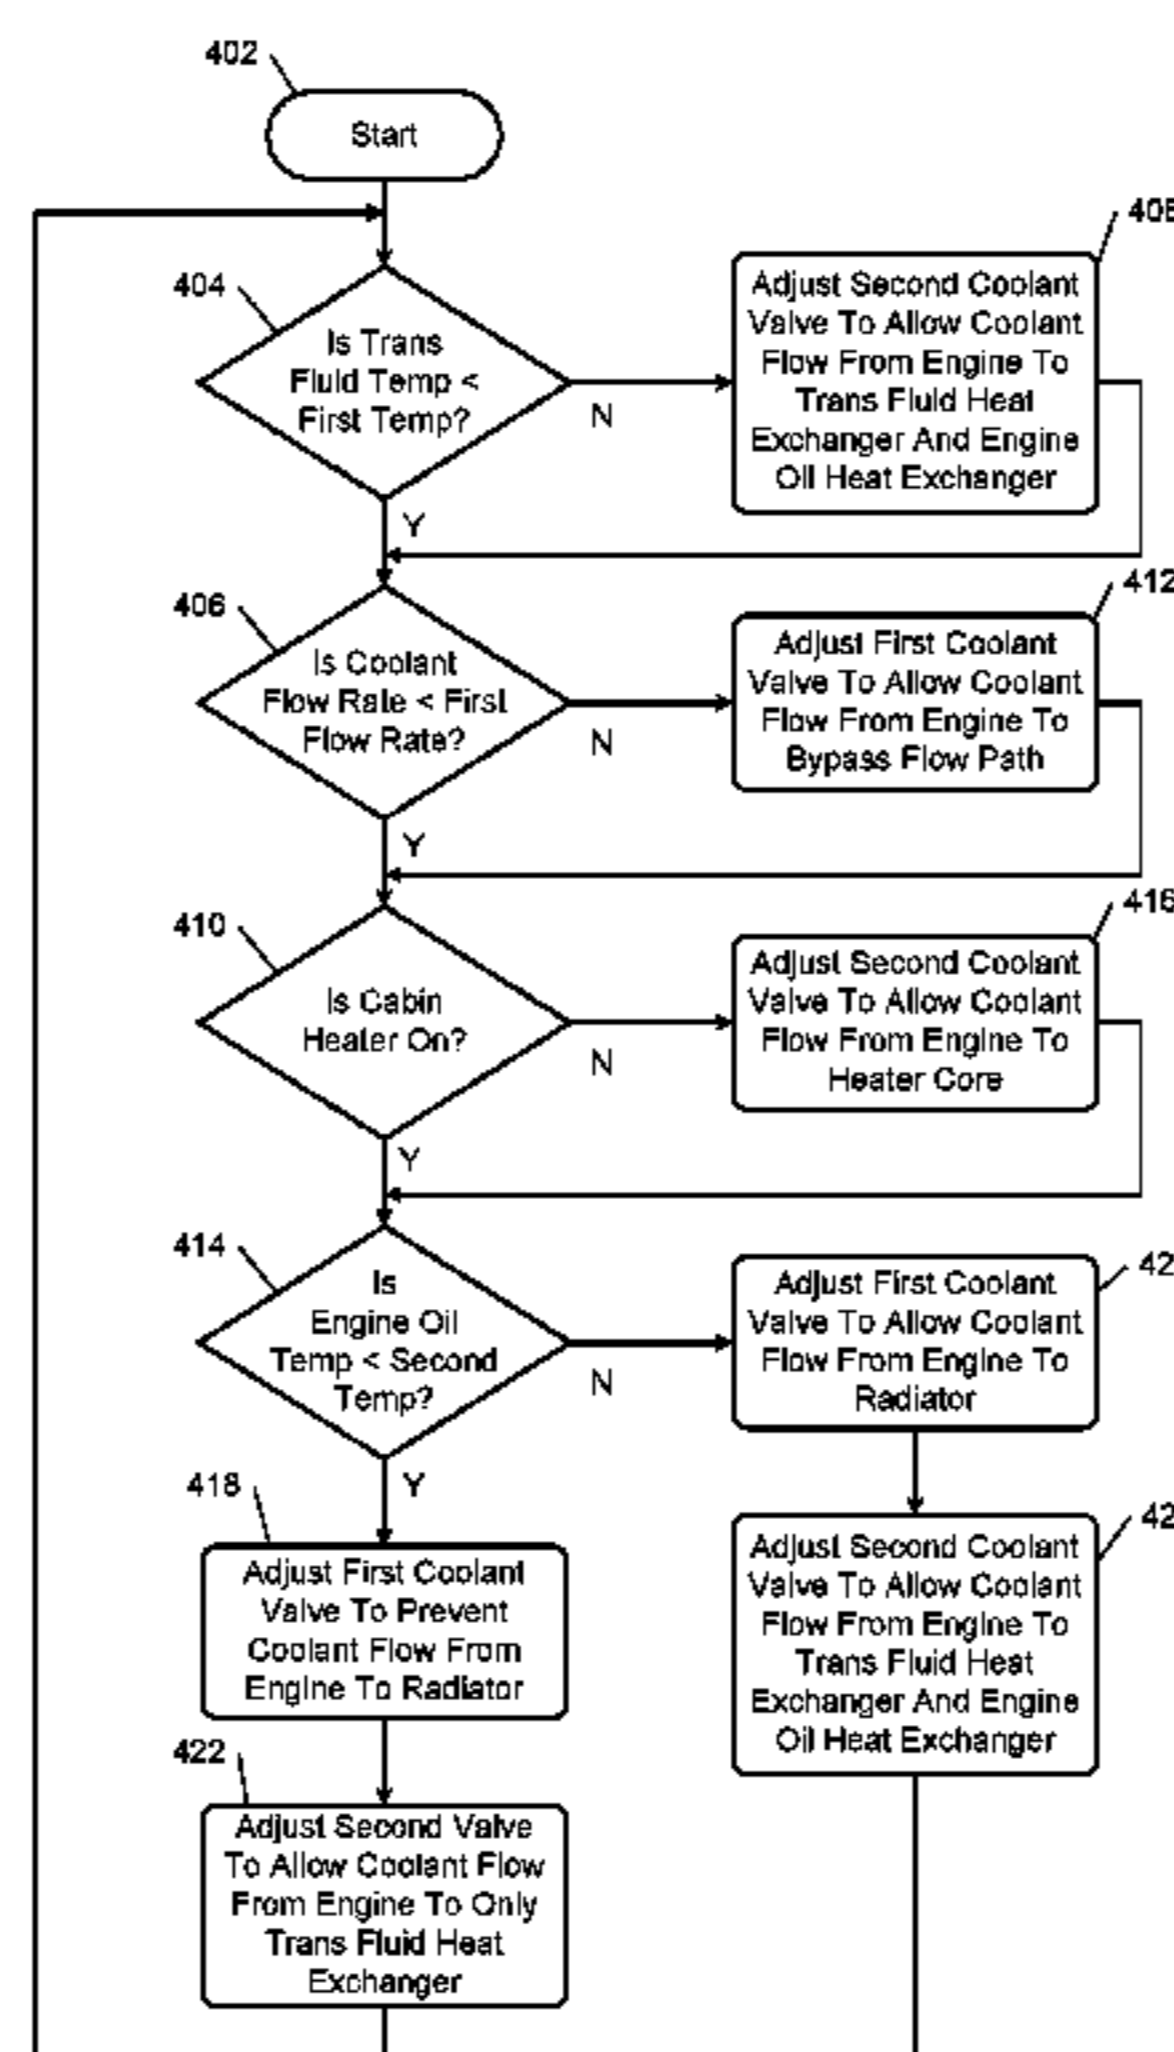 402
Start
404
Is Trans
Fluid Temp <
First Temp?
N
Y
408
Adjust Second Coolant
Valve To Allow Coolant
Flow From Engine To
Trans Fluid Heat
Exchanger And Engine
Oil Heat Exchanger
406
Is Coolant
Flow Rate < First
Flow Rate?
N
Y
412
Adjust First Coolant
Valve To Allow Coolant
Flow From Engine To
Bypass Flow Path
410
Is Cabin
Heater On?
N
Y
416
Adjust Second Coolant
Valve To Allow Coolant
Flow From Engine To
Heater Core
414
Is
Engine Oil
Temp < Second
Temp?
N
Y
42
Adjust First Coolant
Valve To Allow Coolant
Flow From Engine To
Radiator
418
Adjust First Coolant
Valve To Prevent
Coolant Flow From
Engine To Radiator
42
Adjust Second Coolant
Valve To Allow Coolant
Flow From Engine To
Trans Fluid Heat
Exchanger And Engine
Oil Heat Exchanger
422
Adjust Second Valve
To Allow Coolant Flow
From Engine To Only
Trans Fluid Heat
Exchanger